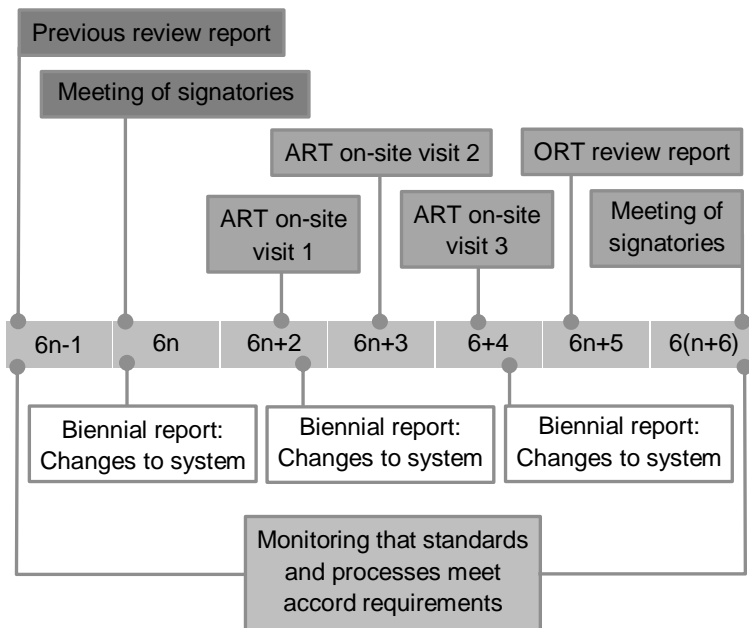 Previous review report
Meeting of signatories
ART on-site visit 2
ORT review report
ART on-site
visit 1
ART on-site
visit 3
Meeting of
signatories
6n-1
6n
6n+2
6n+3
6+4
6n+5
6(n+6)
Biennial report:
Changes to system
Biennial report:
Changes to system
Biennial report:
Changes to system
Monitoring that standards
and processes meet
accord requirements